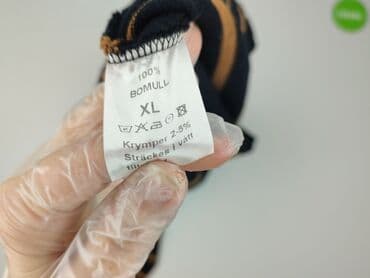 100%
BOMULL
XL
Krymper 2-5%
Sträckes i vått